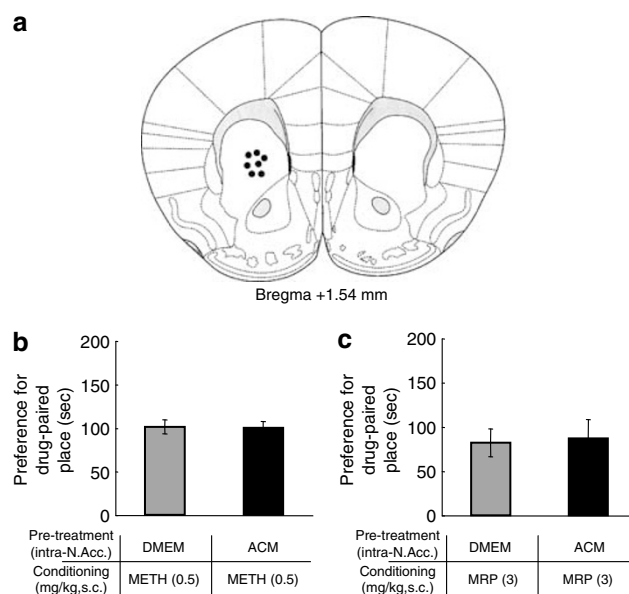 a
Bregma +1.54 mm
b
Preference for
drug-paired
place (sec)
200
150
100
50
0
Pre-treatment
(intra-N.Acc.)
DMEM
ACM
Conditioning
(mg/kg,s.c.)
METH (0.5)
METH (0.5)
c
Preference for
drug-paired
place (sec)
200
150
100
50
0
Pre-treatment
(intra-N.Acc.)
DMEM
ACM
Conditioning
(mg/kg,s.c.)
MRP (3)
MRP (3)